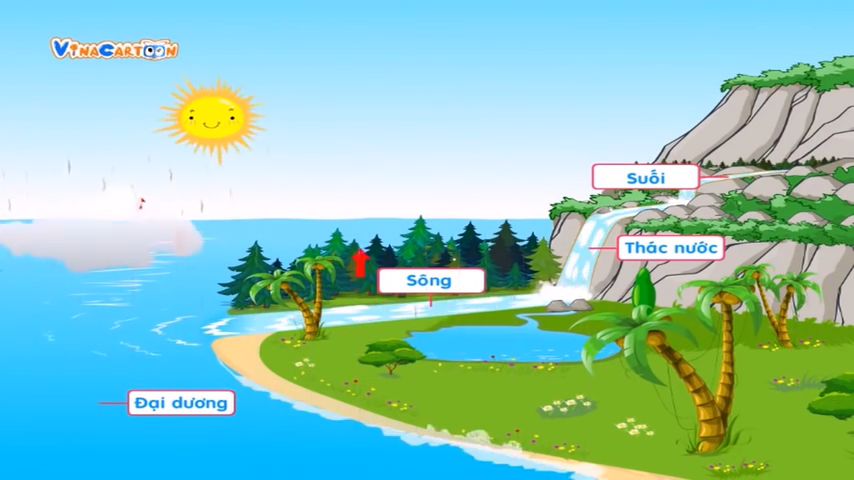 VINACARTOON
Suối
Thác nước
Sông
Đại dương